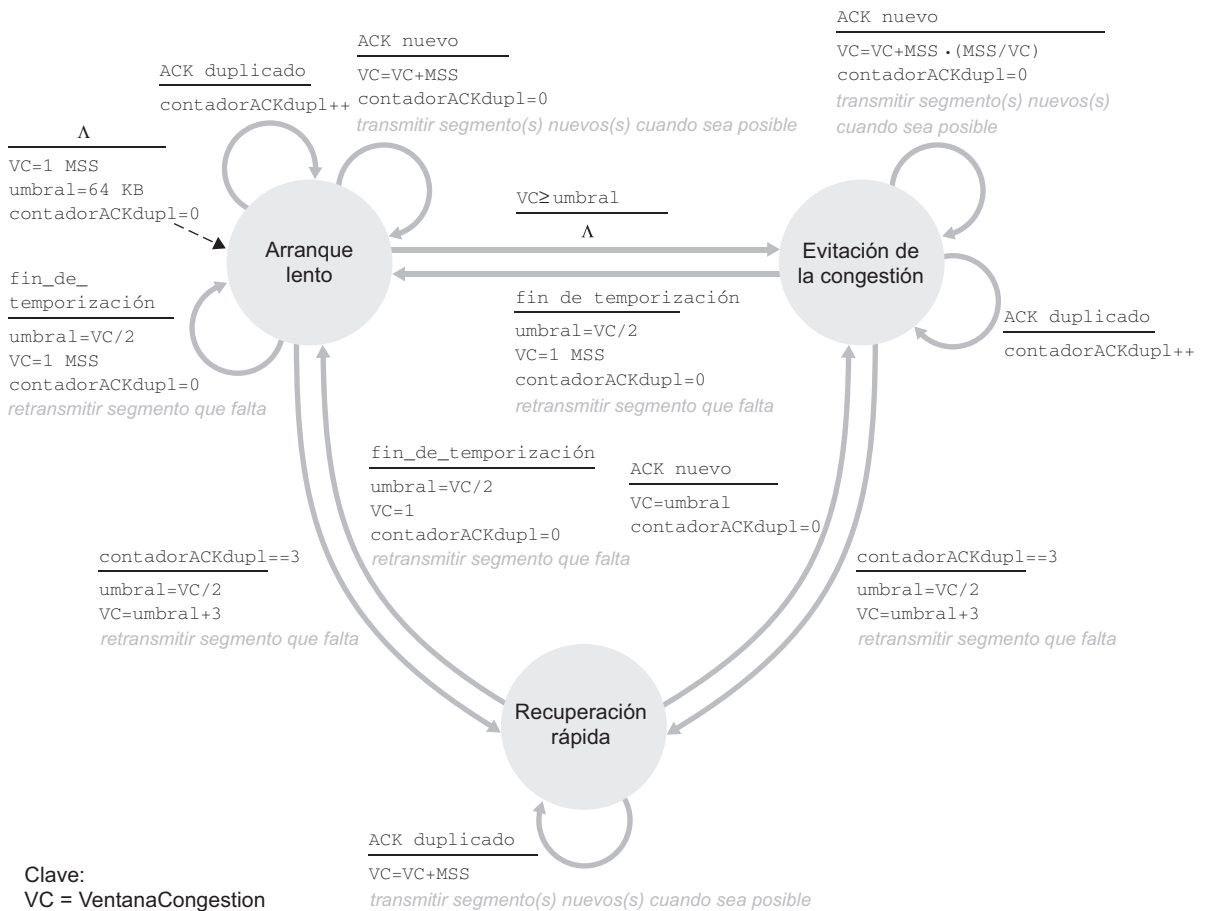 ACK nuevo
VC=VC+MSS
contadorACKdupl=0
transmitir segmento(s) nuevos(s) cuando sea posible
ACK duplicado
contadorACKdupl++
Λ
VC=1 MSS
umbral=64 KB
contadorACKdupl=0
fin_de_
temporización
umbral=VC/2
VC=1 MSS
contadorACKdupl=0
retransmitir segmento que falta
Arranque
lento
VC≥umbral
Λ
fin de temporización
umbral=VC/2
VC=1 MSS
contadorACKdupl=0
retransmitir segmento que falta
ACK nuevo
VC=VC+MSS·(MSS/VC)
contadorACKdupl=0
transmitir segmento(s) nuevos(s)
cuando sea posible
Evitación de
la congestión
ACK duplicado
contadorACKdupl++
fin_de_temporización
umbral=VC/2
VC=1
contadorACKdupl=0
retransmitir segmento que falta
ACK nuevo
VC=umbral
contadorACKdupl=0
contadorACKdupl==3
umbral=VC/2
VC=umbral+3
retransmitir segmento que falta
contadorACKdupl==3
umbral=VC/2
VC=umbral+3
retransmitir segmento que falta
Recuperación
rápida
ACK duplicado
VC=VC+MSS
transmitir segmento(s) nuevos(s) cuando sea posible
Clave:
VC = VentanaCongestion